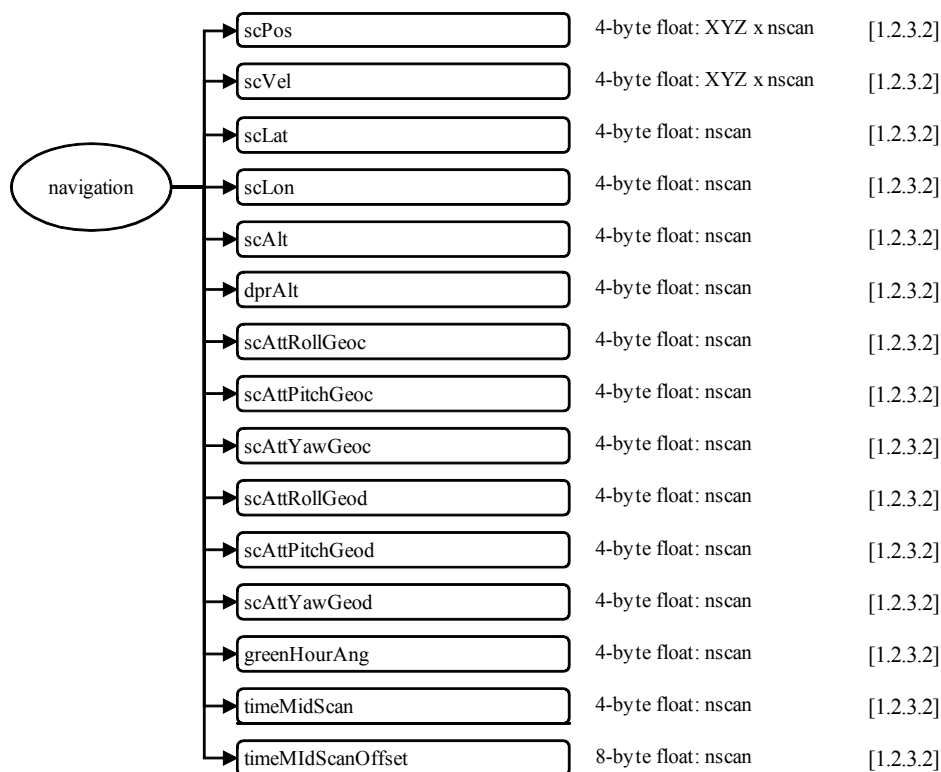 scPos 4-byte float: XYZ x nscan [1.2.3.2]
scVel 4-byte float: XYZ x nscan [1.2.3.2]
scLat 4-byte float: nscan [1.2.3.2]
navigation
scLon 4-byte float: nscan [1.2.3.2]
scAlt 4-byte float: nscan [1.2.3.2]
dprAlt 4-byte float: nscan [1.2.3.2]
scAttRollGeoc 4-byte float: nscan [1.2.3.2]
scAttPitchGeoc 4-byte float: nscan [1.2.3.2]
scAttYawGeoc 4-byte float: nscan [1.2.3.2]
scAttRollGeod 4-byte float: nscan [1.2.3.2]
scAttPitchGeod 4-byte float: nscan [1.2.3.2]
scAttYawGeod 4-byte float: nscan [1.2.3.2]
greenHourAng 4-byte float: nscan [1.2.3.2]
timeMidScan 4-byte float: nscan [1.2.3.2]
timeMIdScanOffset 8-byte float: nscan [1.2.3.2]